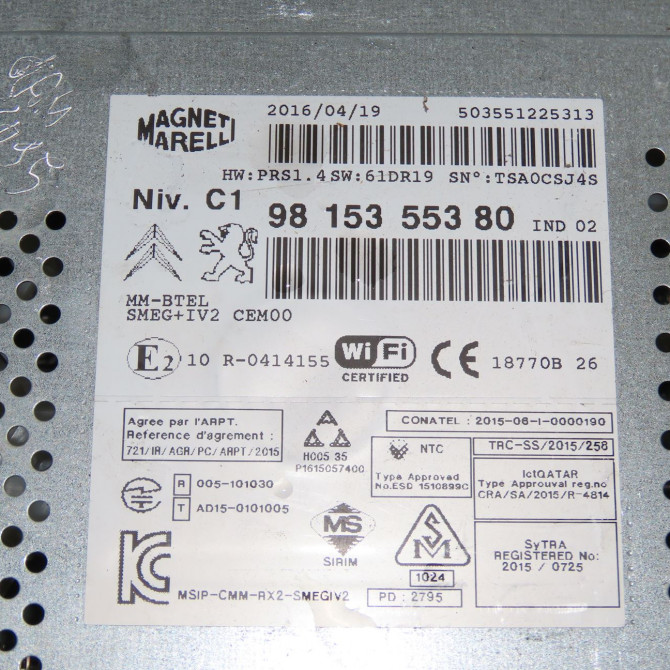 MAGNETI
MARELLI
2016/04/19 503551225313
HW:PRS1.4 SW:61DR19 SN°:TSA0CSJ4S
Niv. C1
98 153 553 80 IND 02
MM-BTEL
SMEG+IV2 CEM00
E2 10 R-0414155
Wi Fi
CERTIFIED
CE 18770B 26
Agree par l'ARPT.
Reference d'agrement :
721/IR/AGR/PC/ARPT/2015
A
H005 35
P1615057400
CONATEL : 2015-06-I-0000190
NTC
Type Approved
No.ESD 1510899C
TRC-SS/2015/258
IctQATAR
Type Approuval reg.no
CRA/SA/2015/R-4814
R 005-101030
T AD15-0101005
MS
SIRIM
S
M
1024
PD : 2795
SyTRA
REGISTERED No:
2015 / 0725
KC
MSIP-CMM-RX2-SMEGIV2